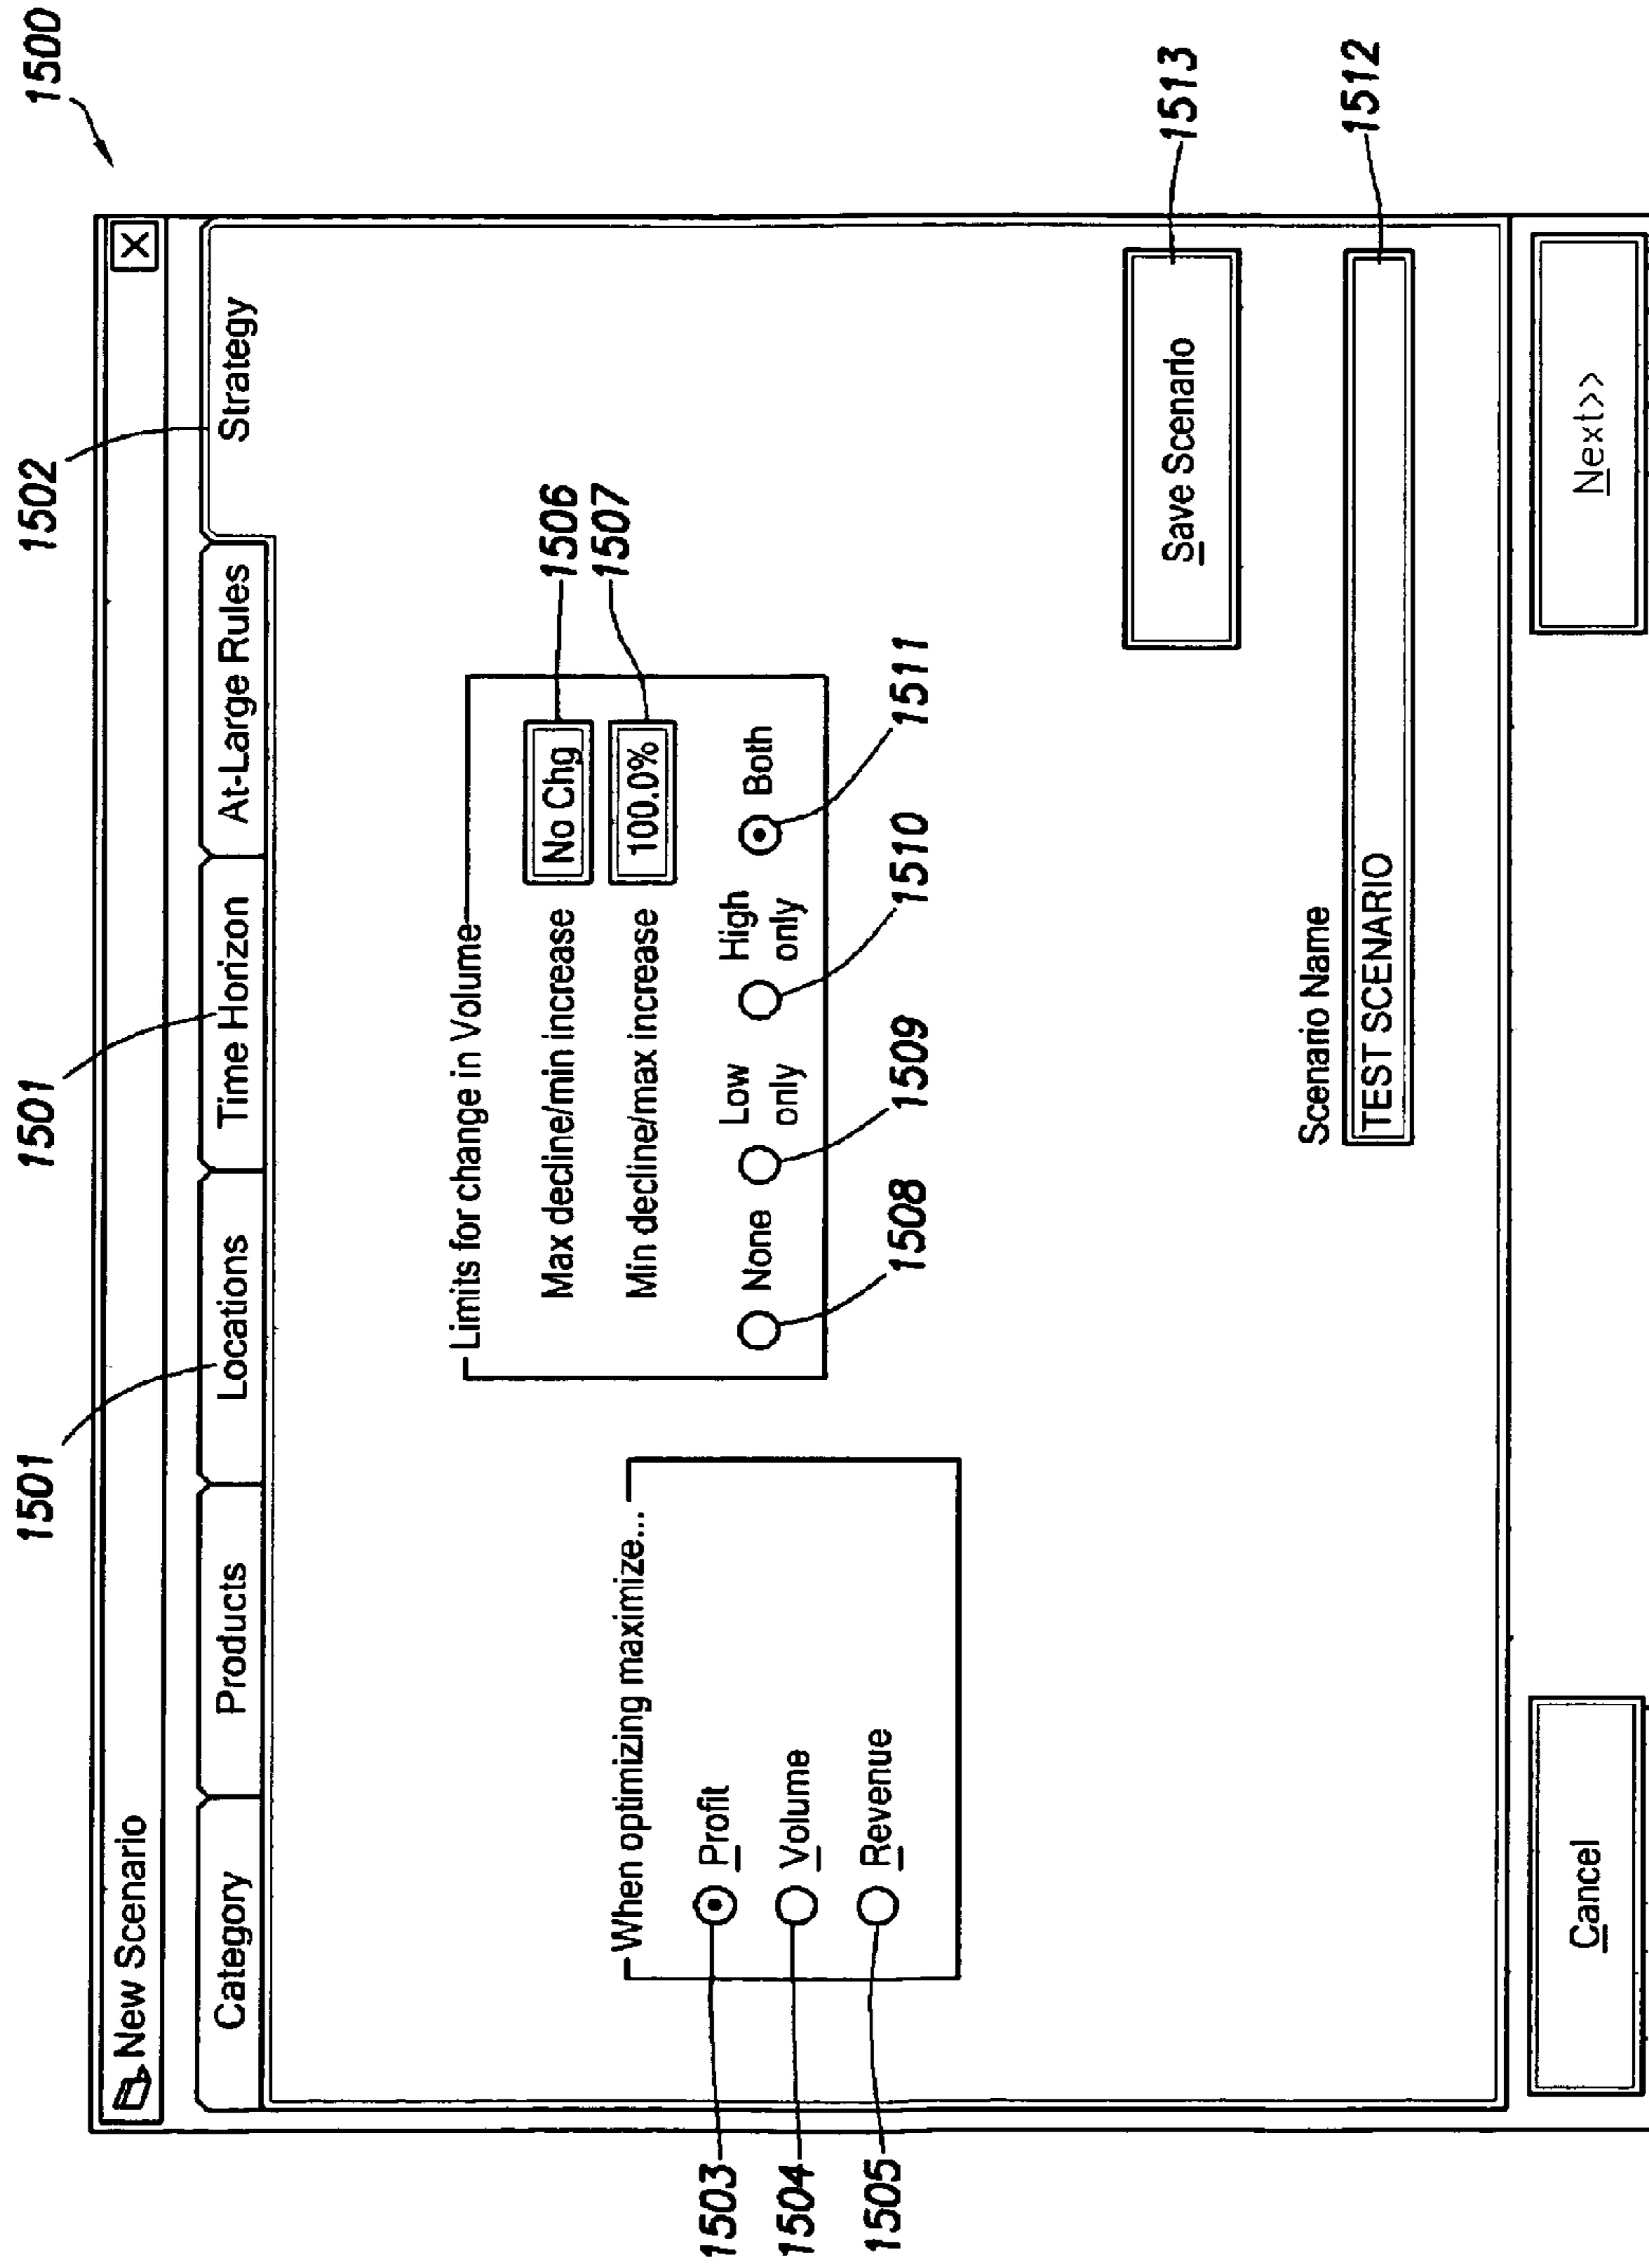 1500
1501
1501
1502
New Scenario
X
Category
Products
Locations
Time Horizon
At-Large Rules
Strategy
Limits for change in Volume
Max decline/min increase
No Chg
1506
Min decline/max increase
100.0%
1507
None
Low only
High only
Both
1508
1509
1510
1511
When optimizing maximize...
1503
Profit
1504
Volume
1505
Revenue
Save Scenario
1513
Scenario Name
TEST SCENARIO
1512
Cancel
Next>>